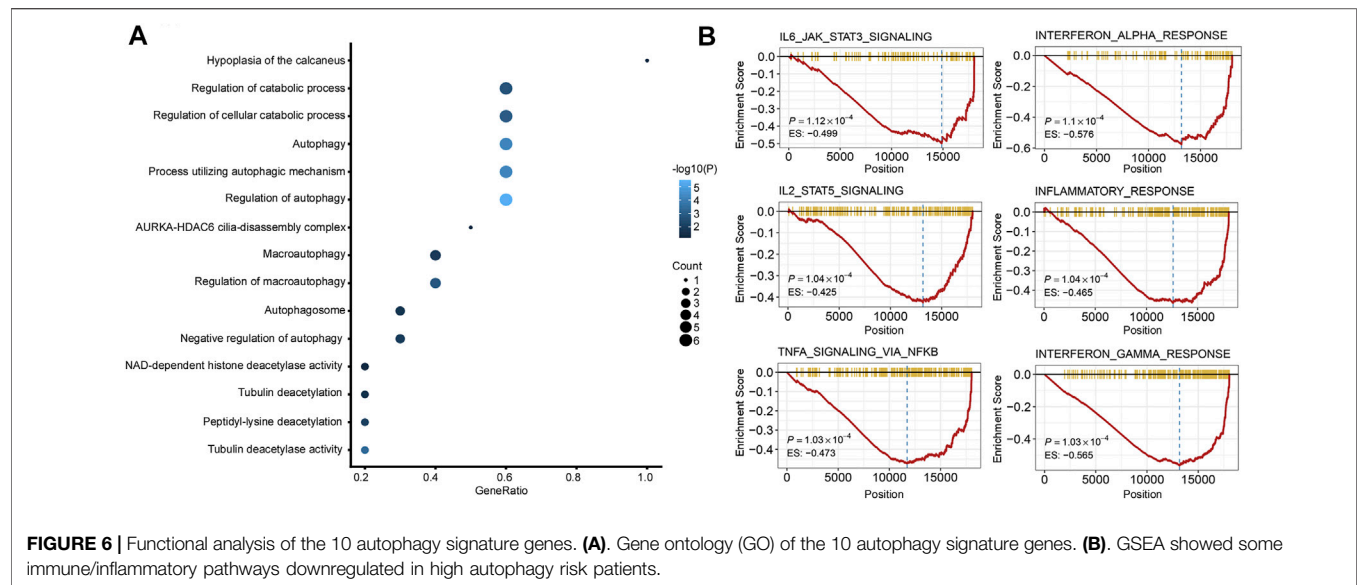 A
Hypoplasia of the calcaneus
Regulation of catabolic process
Regulation of cellular catabolic process
Autophagy
Process utilizing autophagic mechanism
Regulation of autophagy
AURKA-HDAC6 cilia-disassembly complex
Macroautophagy
Regulation of macroautophagy
Autophagosome
Negative regulation of autophagy
NAD-dependent histone deacetylase activity
Tubulin deacetylation
Peptidyl-lysine deacetylation
Tubulin deacetylase activity
0.2 0.4 0.6 0.8 1.0
GeneRatio
-log10(P)
5
4
3
2
Count
1
2
3
4
5
6
B
IL6_JAK_STAT3_SIGNALING
Enrichment Score
0.0
−0.1
−0.2
−0.3
−0.4
−0.5
P = 1.12×10⁻⁴
ES: −0.499
0 5000 10000 15000
Position
INTERFERON_ALPHA_RESPONSE
Enrichment Score
0.0
−0.2
−0.4
−0.6
P = 1.1×10⁻⁴
ES: −0.576
0 5000 10000 15000
Position
IL2_STAT5_SIGNALING
Enrichment Score
0.0
−0.1
−0.2
−0.3
−0.4
P = 1.04×10⁻⁴
ES: −0.425
0 5000 10000 15000
Position
INFLAMMATORY_RESPONSE
Enrichment Score
0.0
−0.1
−0.2
−0.3
−0.4
P = 1.04×10⁻⁴
ES: −0.465
0 5000 10000 15000
Position
TNFA_SIGNALING_VIA_NFKB
Enrichment Score
0.0
−0.1
−0.2
−0.3
−0.4
P = 1.03×10⁻⁴
ES: −0.473
0 5000 10000 15000
Position
INTERFERON_GAMMA_RESPONSE
Enrichment Score
0.0
−0.2
−0.4
P = 1.03×10⁻⁴
ES: −0.565
0 5000 10000 15000
Position
FIGURE 6 | Functional analysis of the 10 autophagy signature genes. (A). Gene ontology (GO) of the 10 autophagy signature genes. (B). GSEA showed some
immune/inflammatory pathways downregulated in high autophagy risk patients.